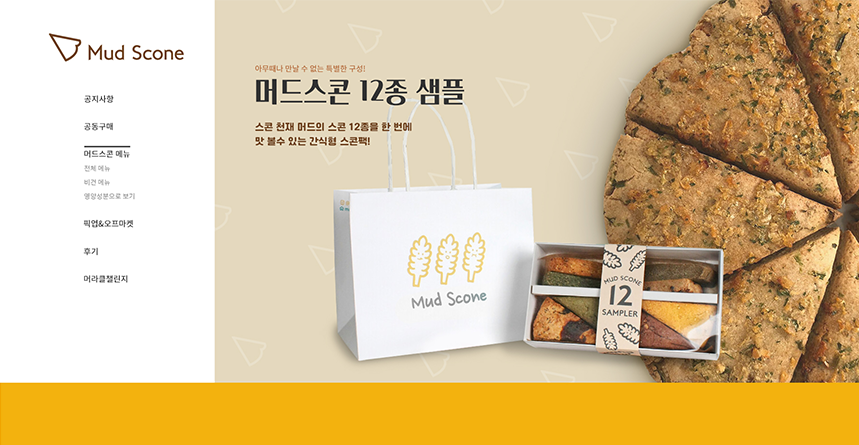 Mud Scone
공지사항
공동구매
머드스콘 메뉴
전체 메뉴
비건 메뉴
영양성분으로 보기
픽업&오프마켓
후기
머라클챌린지
아무때나 만날 수 없는 특별한 구성!
머드스콘 12종 샘플
스콘 천재 머드의 스콘 12종을 한 번에
맛 볼수 있는 간식형 스콘팩!
Mud Scone
MUD SCONE
12
SAMPLER